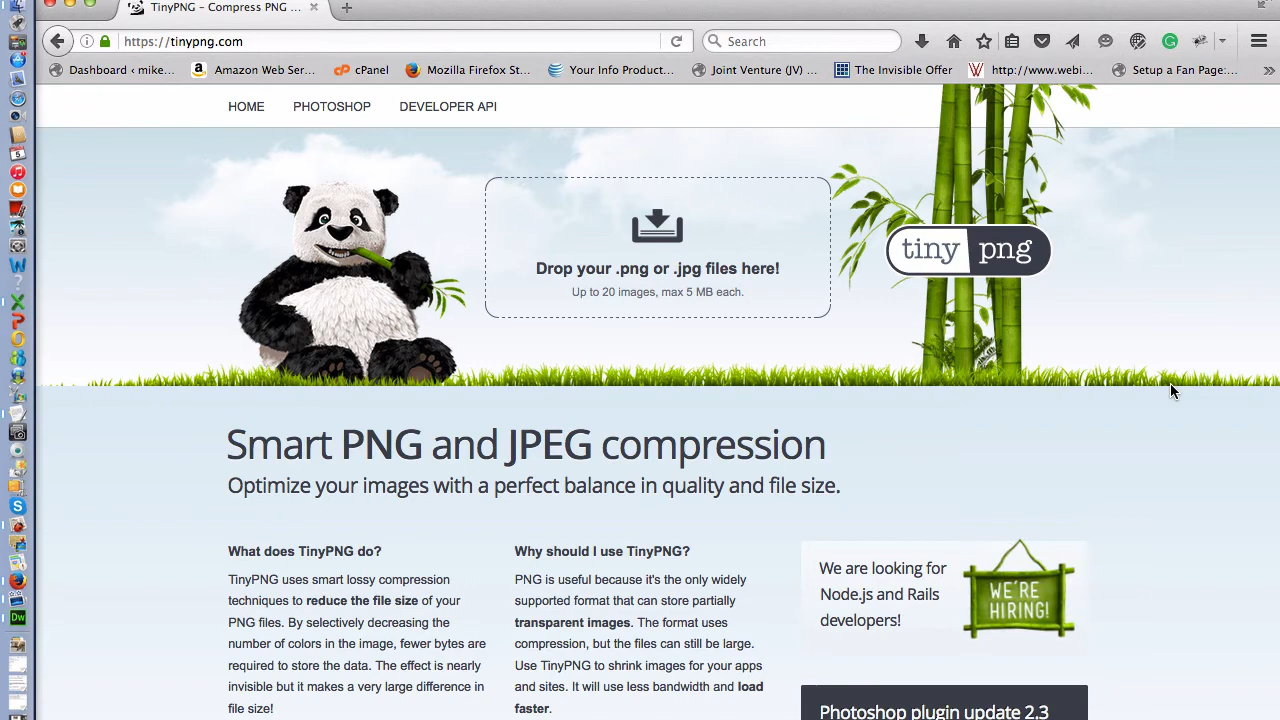 TinyPNG – Compress PNG ...
https://tinypng.com
Search
Dashboard ‹ mike...
Amazon Web Ser...
cPanel
Mozilla Firefox St...
Your Info Product...
Joint Venture (JV) ...
The Invisible Offer
http://www.webi...
Setup a Fan Page:...
HOME
PHOTOSHOP
DEVELOPER API
Drop your .png or .jpg files here!
Up to 20 images, max 5 MB each.
tiny png
Smart PNG and JPEG compression
Optimize your images with a perfect balance in quality and file size.
What does TinyPNG do?
TinyPNG uses smart lossy compression
techniques to reduce the file size of your
PNG files. By selectively decreasing the
number of colors in the image, fewer bytes are
required to store the data. The effect is nearly
invisible but it makes a very large difference in
file size!
Why should I use TinyPNG?
PNG is useful because it's the only widely
supported format that can store partially
transparent images. The format uses
compression, but the files can still be large.
Use TinyPNG to shrink images for your apps
and sites. It will use less bandwidth and load
faster.
We are looking for
Node.js and Rails
developers!
WE'RE
HIRING!
Photoshop plugin update 2.3
Dw